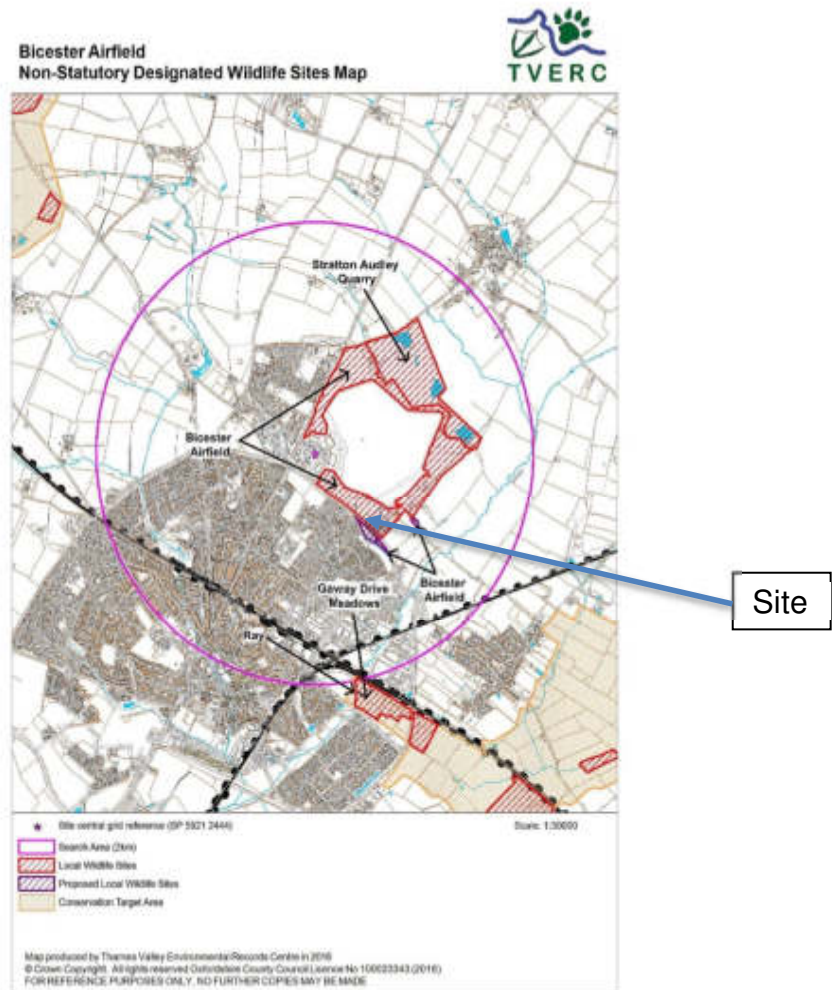 Bicester Airfield
Non-Statutory Designated Wildlife Sites Map
TVERC
Stratton Audley
Quarry
Bicester
Airfield
Bicester
Airfield
Gavray Drive
Meadows
Ray
Site
Site central grid reference (SP 5921 2444)
Scale: 1:30000
Search Area (2km)
Local Wildlife Sites
Proposed Local Wildlife Sites
Conservation Target Area
Map produced by Thames Valley Environmental Records Centre in 2016
© Crown Copyright. All rights reserved Oxfordshire County Council Licence No 100023343 (2016)
FOR REFERENCE PURPOSES ONLY. NO FURTHER COPIES MAY BE MADE